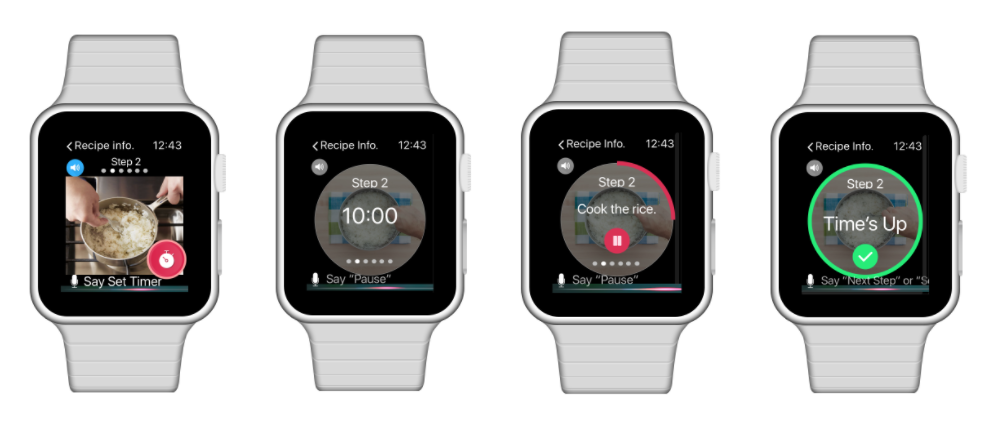 Recipe info. 12:43
Step 2
Say Set Timer
Recipe Info. 12:43
Step 2
10:00
Say “Pause”
Recipe Info. 12:43
Step 2
Cook the rice.
Say “Pause”
Recipe Info. 12:43
Step 2
Time’s Up
Say “Next Step” or “Se